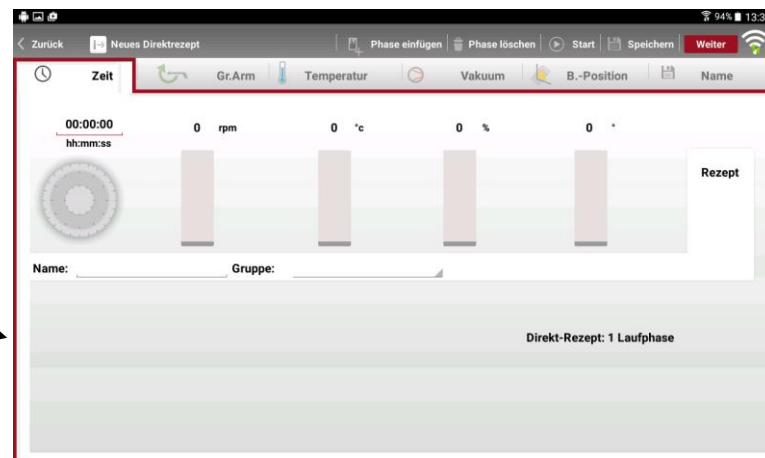 94% 13:3
Zurück Neues Direktrezept Phase einfügen Phase löschen Start Speichern Weiter
Zeit Gr.Arm Temperatur Vakuum B.-Position Name
00:00:00 0 rpm 0 °c 0 % 0 °
hh:mm:ss
Rezept
Name: Gruppe:
Direkt-Rezept: 1 Laufphase